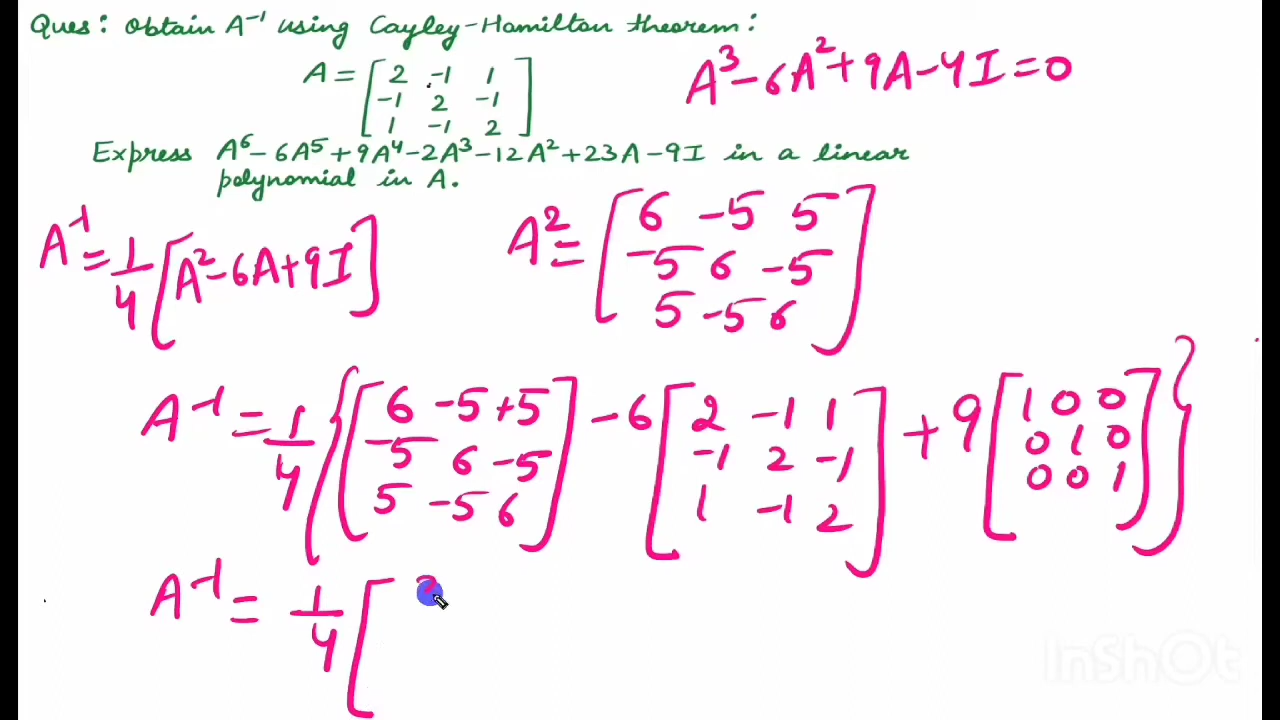 Ques: Obtain A⁻¹ using Cayley-Hamilton theorem:
A = [ 2 -1 1
-1 2 -1
1 -1 2 ]
A³ - 6A² + 9A - 4I = 0
Express A⁶ - 6A⁵ + 9A⁴ - 2A³ - 12A² + 23A - 9I in a linear
polynomial in A.
A⁻¹ = 1/4 [ A² - 6A + 9I ]
A² = [ 6 -5 5
-5 6 -5
5 -5 6 ]
A⁻¹ = 1/4 { [ 6 -5 +5
-5 6 -5
5 -5 6 ] - 6 [ 2 -1 1
-1 2 -1
1 -1 2 ] + 9 [ 1 0 0
0 1 0
0 0 1 ] }
A⁻¹ = 1/4 [
InShOt